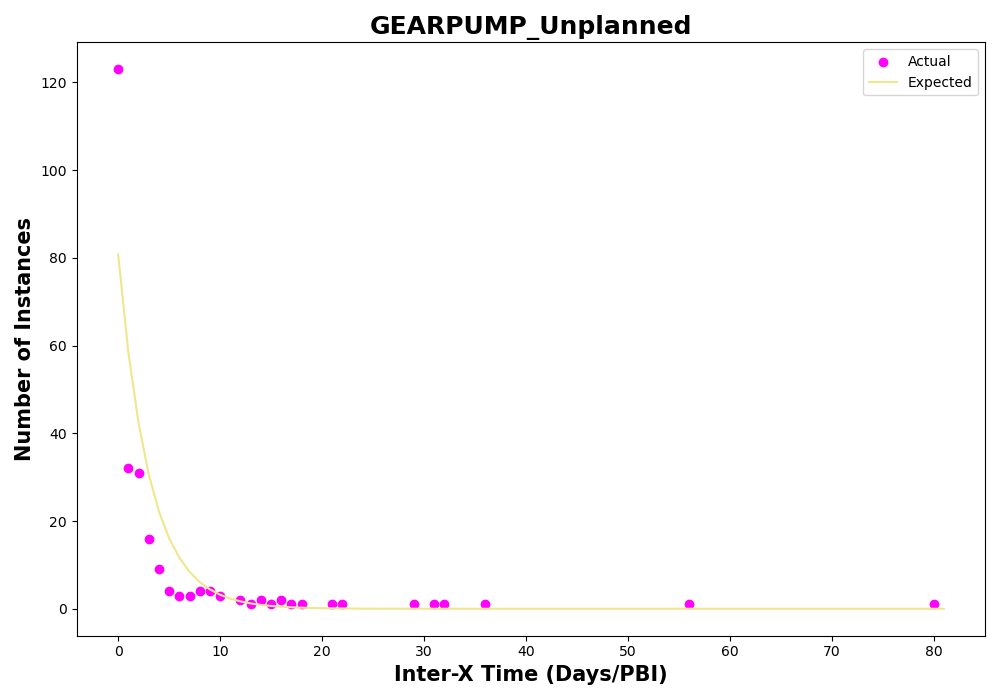 GEARPUMP_Unplanned
Actual
Expected
Number of Instances
120
100
80
60
40
20
0
0 10 20 30 40 50 60 70 80
Inter-X Time (Days/PBI)